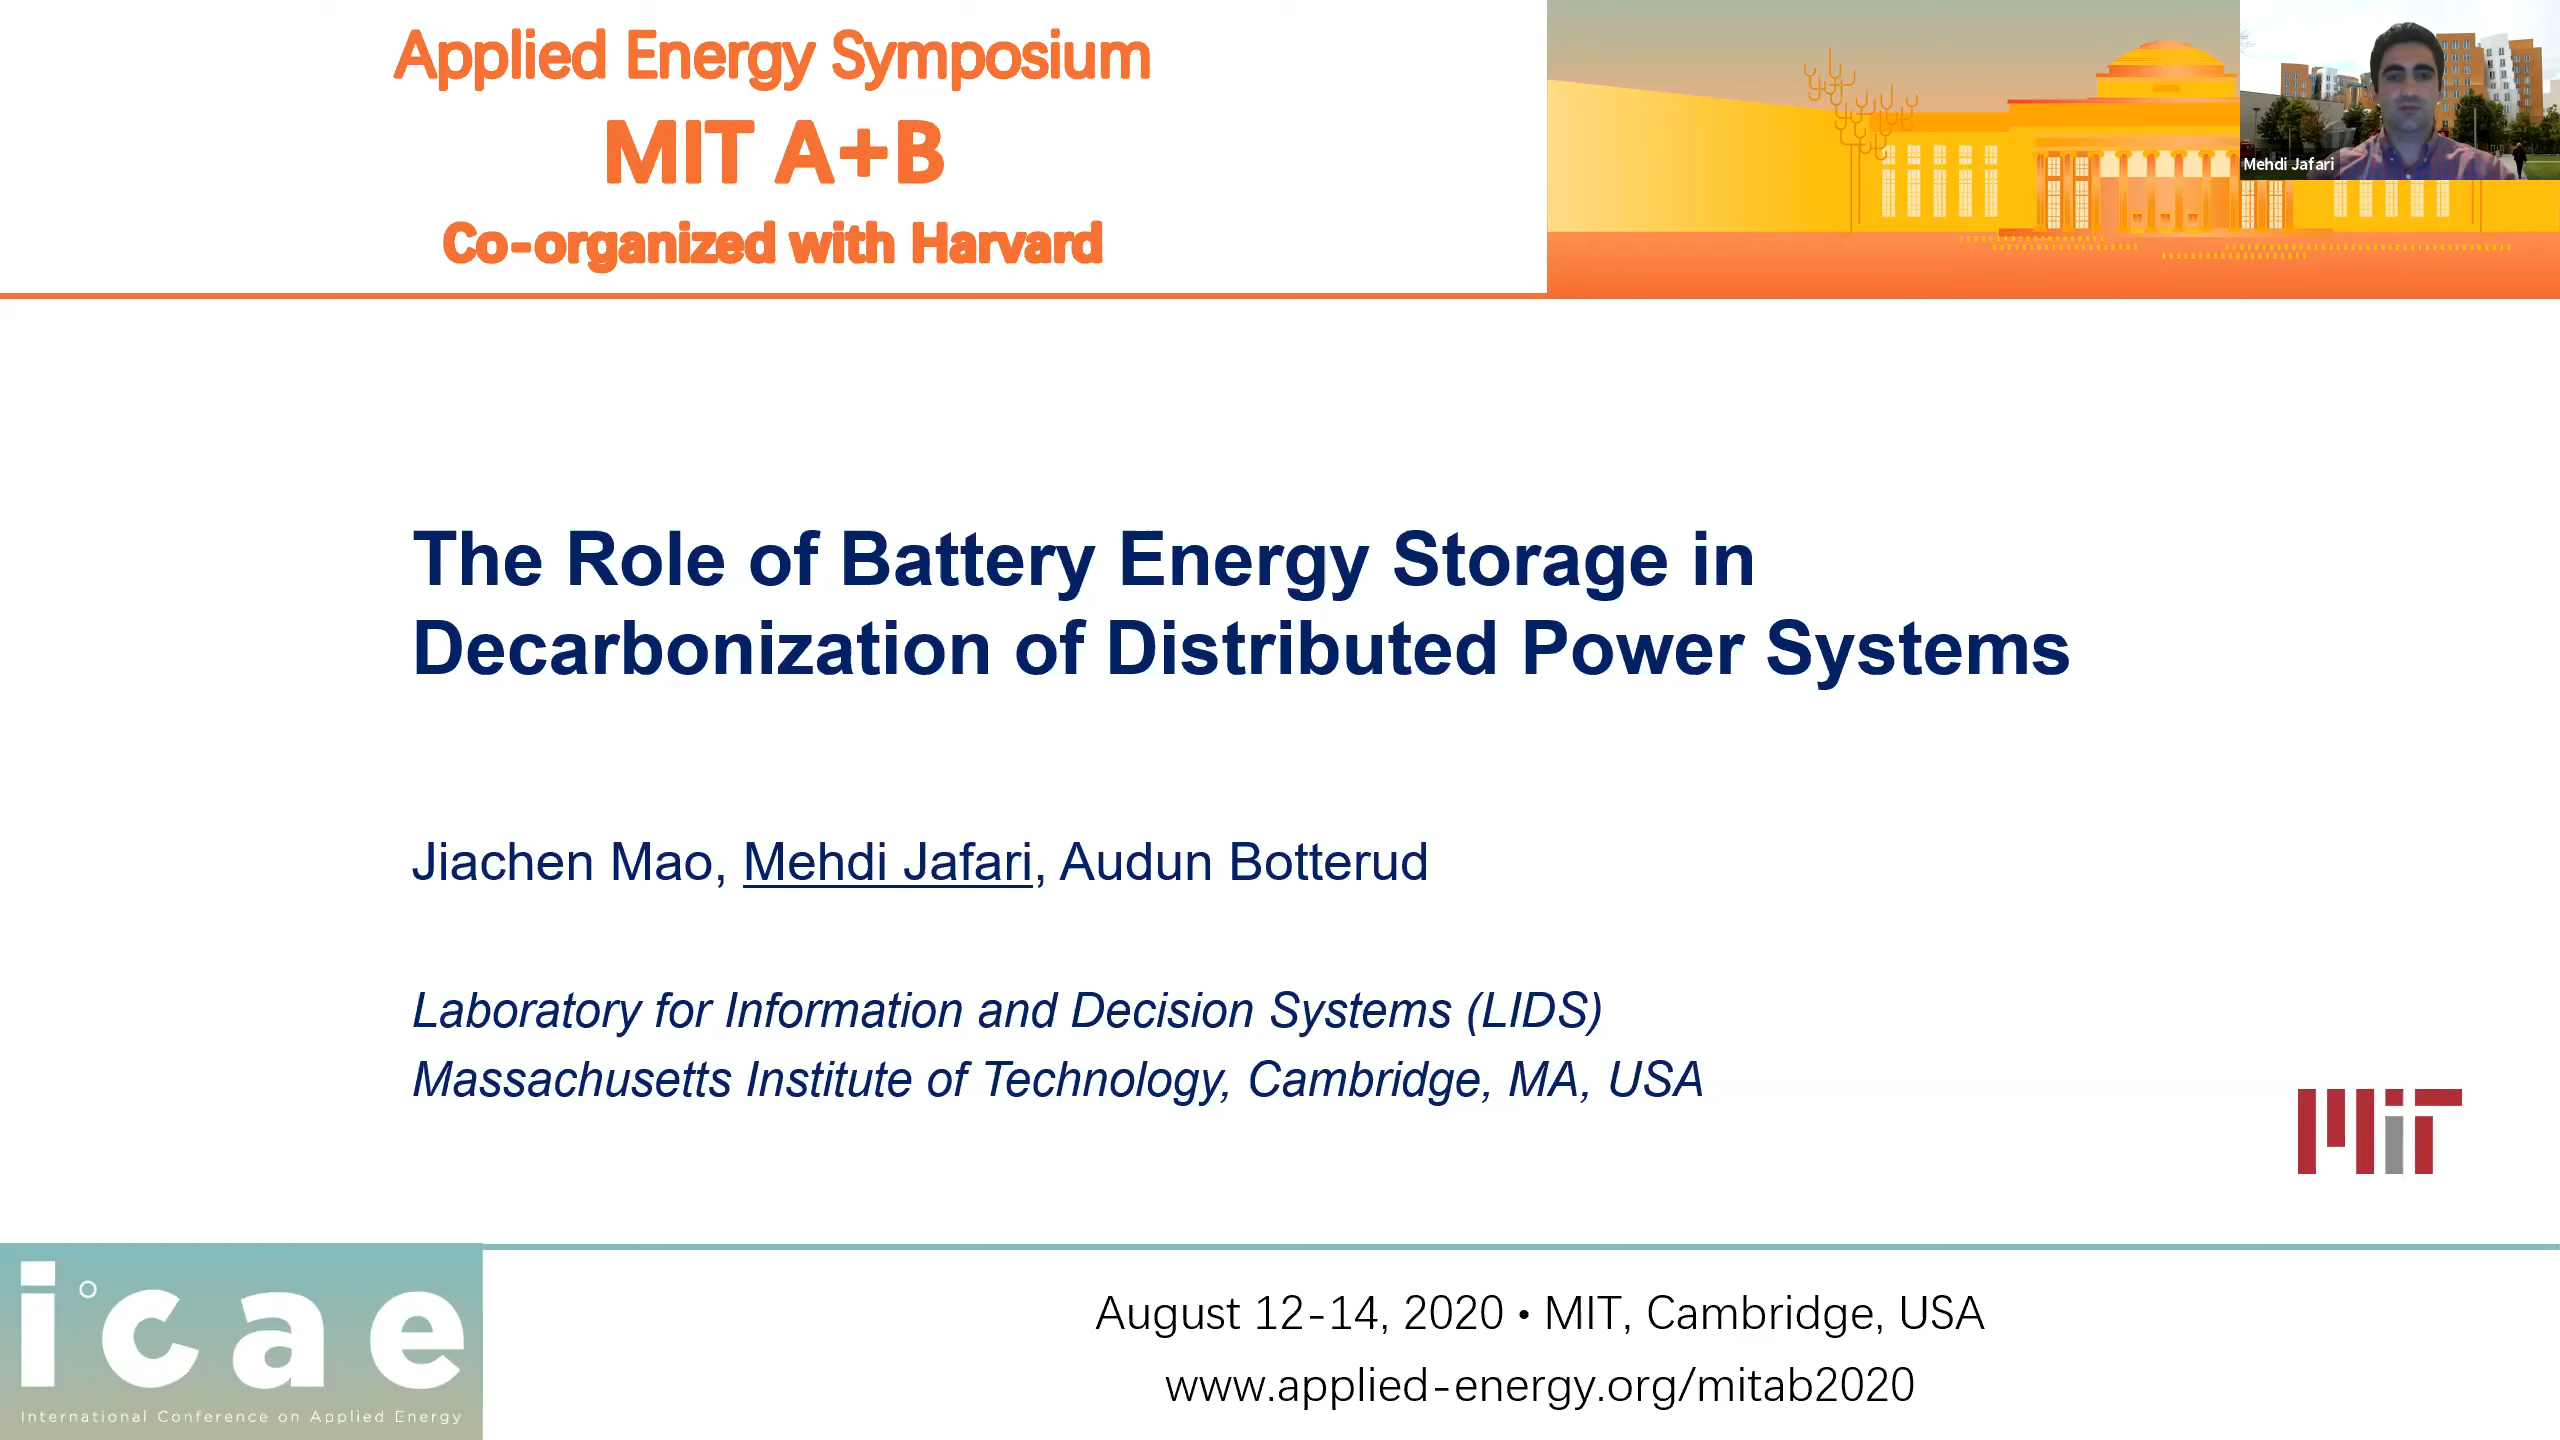 Applied Energy Symposium
MIT A+B
Co-organized with Harvard
Mehdi Jafari
The Role of Battery Energy Storage in
Decarbonization of Distributed Power Systems
Jiachen Mao, Mehdi Jafari, Audun Botterud
Laboratory for Information and Decision Systems (LIDS)
Massachusetts Institute of Technology, Cambridge, MA, USA
MIT
icae
International Conference on Applied Energy
August 12-14, 2020 • MIT, Cambridge, USA
www.applied-energy.org/mitab2020